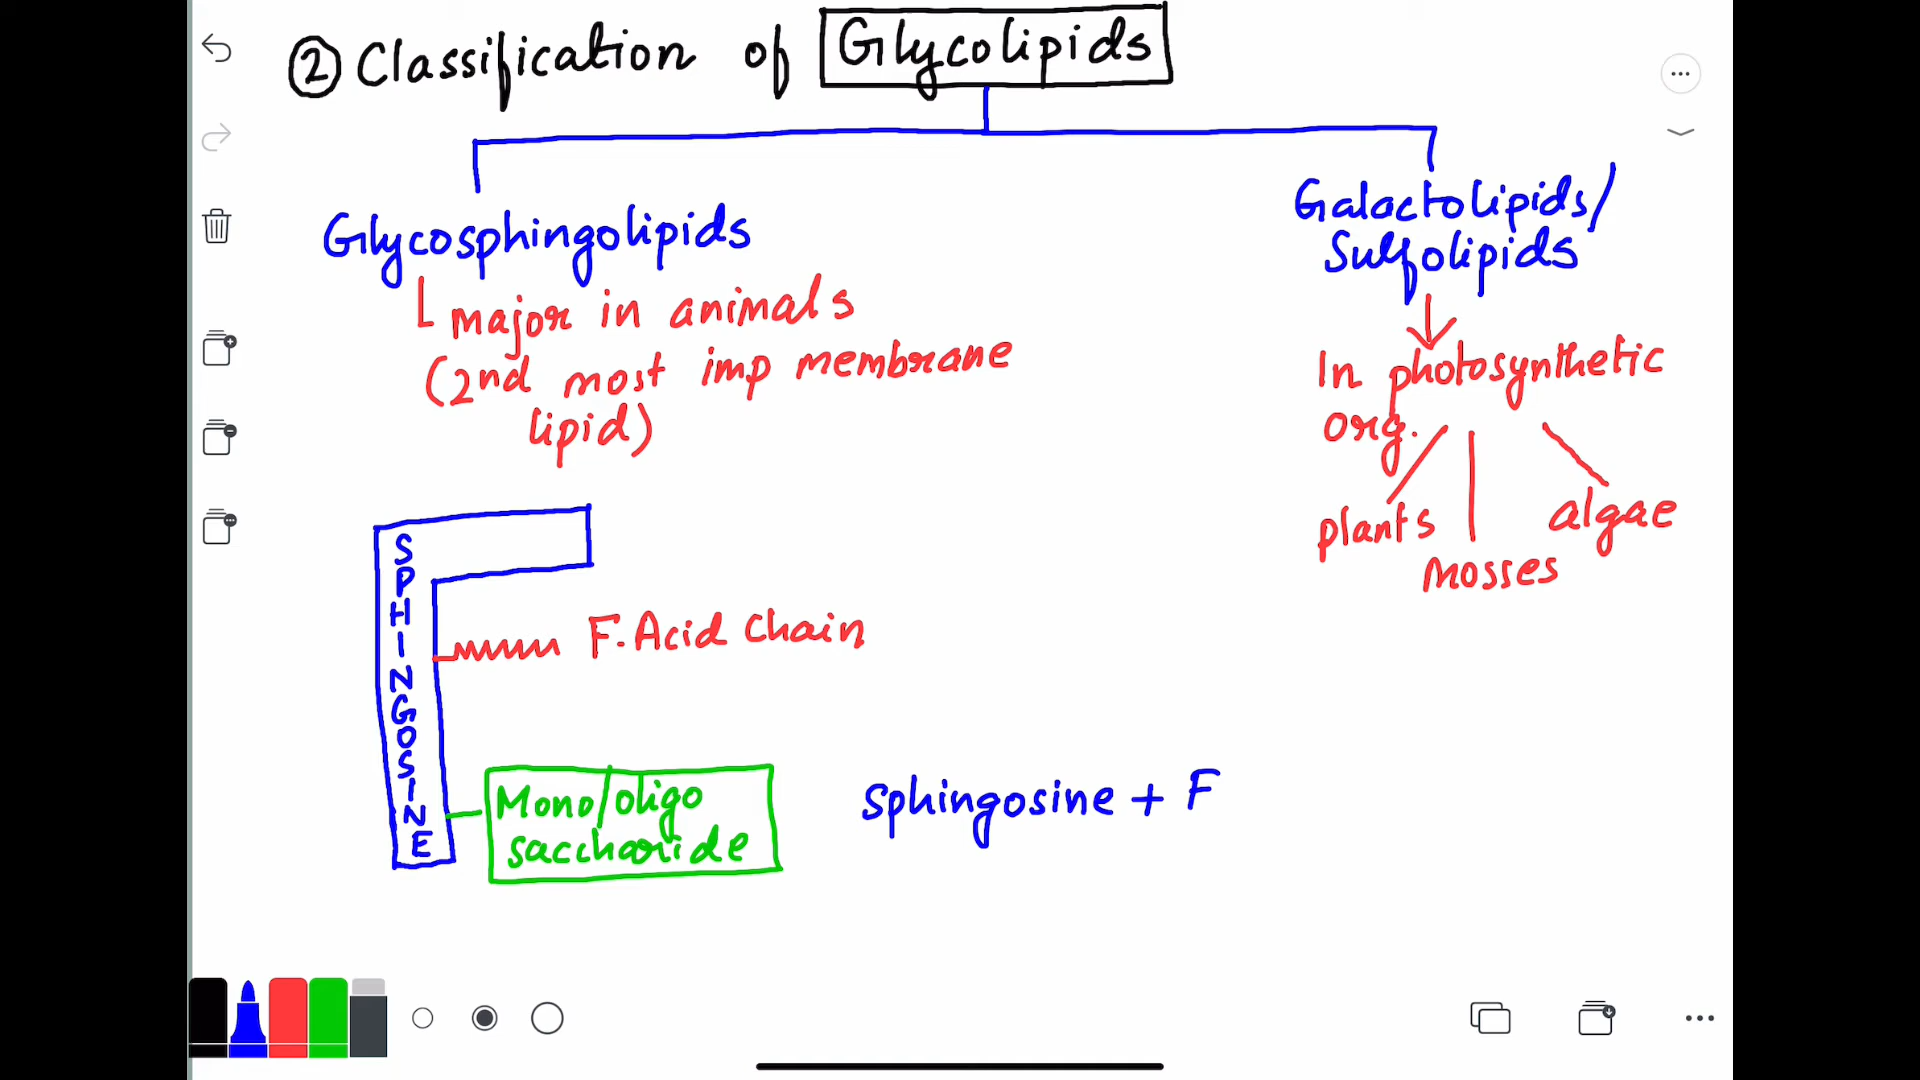 ② Classification of Glycolipids
Glycosphingolipids
major in animals
(2nd most imp membrane
lipid)
Galactolipids/
Sulfolipids
In photosynthetic
org.
plants
mosses
algae
SPHINGOSINE
F. Acid Chain
Mono/oligo
saccharide
Sphingosine + F